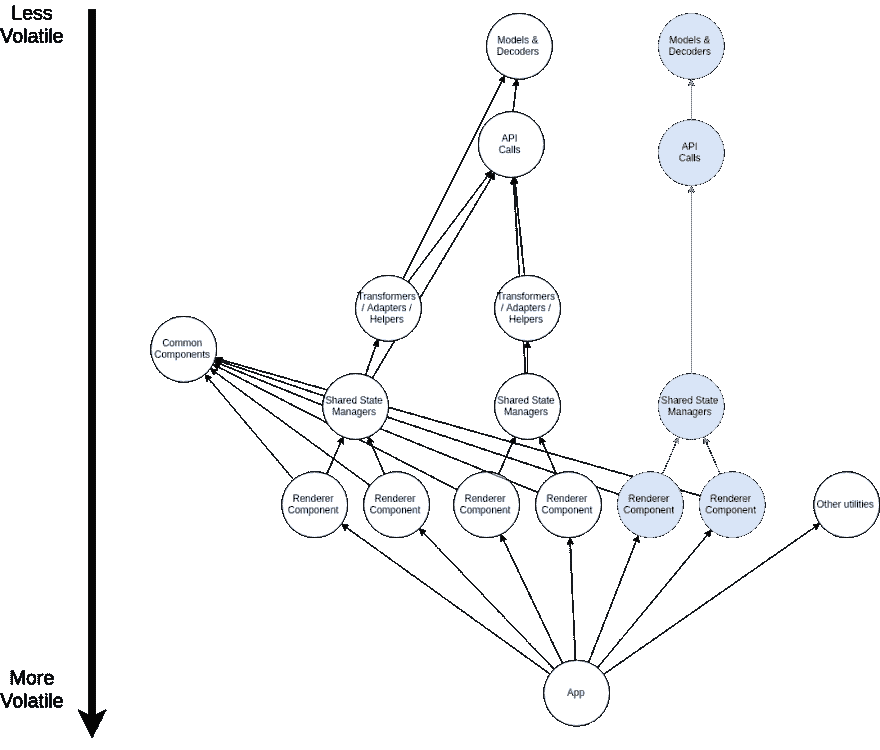 Less
Volatile
Models &
Decoders
Models &
Decoders
API
Calls
API
Calls
Transformers
/ Adapters /
Helpers
Transformers
/ Adapters /
Helpers
Common
Components
Shared State
Managers
Shared State
Managers
Shared State
Managers
Renderer
Component
Renderer
Component
Renderer
Component
Renderer
Component
Renderer
Component
Renderer
Component
Other utilities
More
Volatile
App